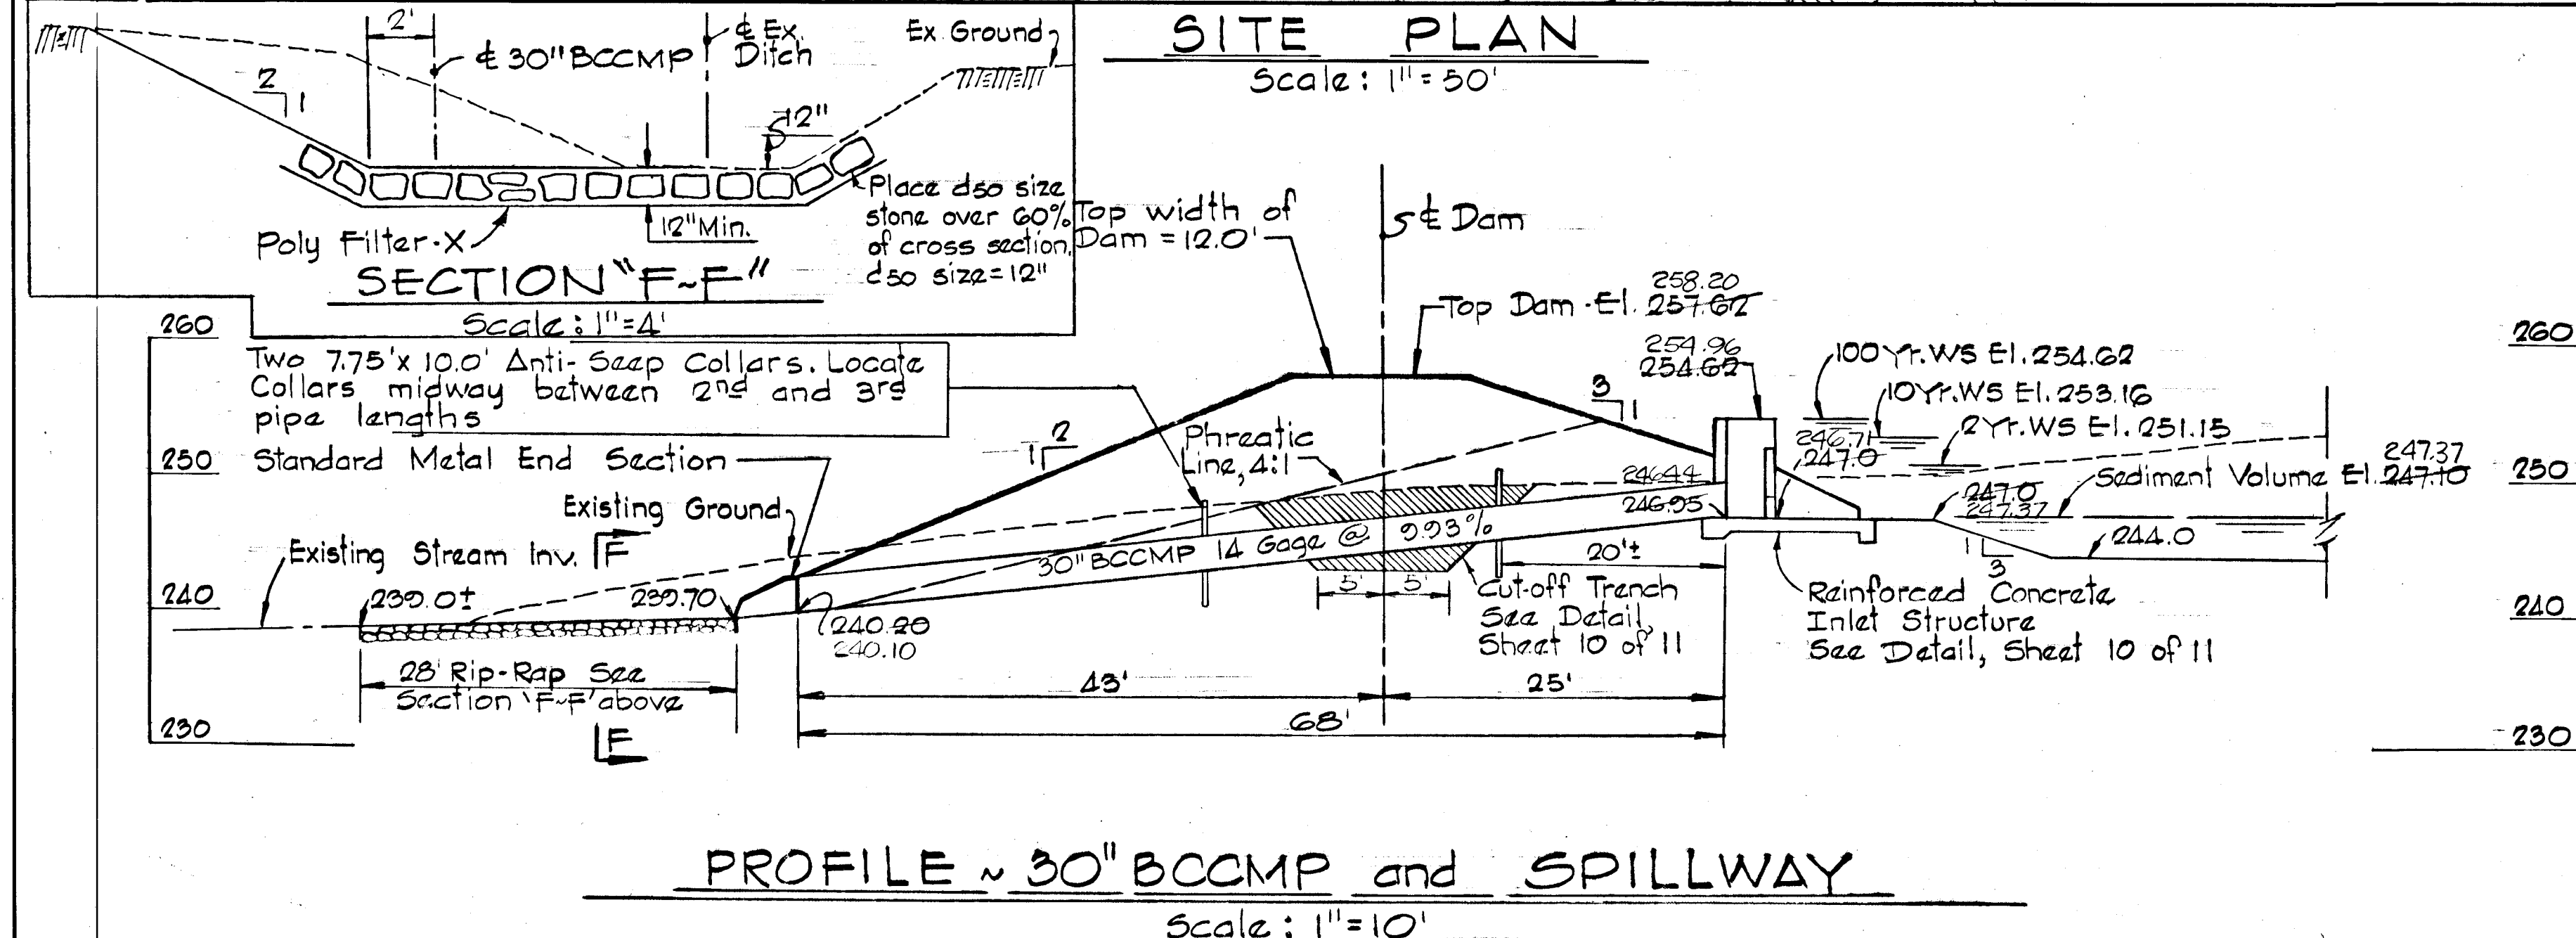 SITE PLAN
Scale: 1"=50'
2'
℄ 30" BCCMP
℄ Ex.
Ditch
Ex. Ground
2
1
12"
12" Min.
Poly Filter-X
Place d50 size
stone over 60%
of cross section.
d50 size=12"
SECTION "F~F"
Scale: 1"=4'
Top width of
Dam = 12.0'
℄ Dam
258.20
Top Dam - El. 257.62
254.96
254.62
100 Yr. WS El. 254.62
10 Yr. WS El. 253.16
2 Yr. WS El. 251.15
247.37
Sediment Volume El. 247.10
260
250
240
230
260
250
240
230
Two 7.75' x 10.0' Anti-Seep Collars. Locate
Collars midway between 2nd and 3rd
pipe lengths
Standard Metal End Section
Existing Ground
Existing Stream Inv.
F
1
2
Phreatic
Line, 4:1
3
1
246.71
247.0
246.44
246.95
247.0
247.37
244.0
1
3
30" BCCMP 14 Gage @ 9.93%
20'±
5'
5'
Cut-off Trench
See Detail,
Sheet 10 of 11
Reinforced Concrete
Inlet Structure
See Detail, Sheet 10 of 11
239.0±
239.70
240.20
240.10
28' Rip-Rap See
Section 'F~F' above
F
43'
25'
68'
PROFILE ~ 30" BCCMP and SPILLWAY
Scale: 1"=10'